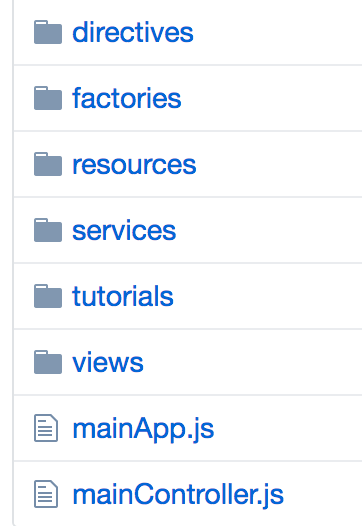 directives
factories
resources
services
tutorials
views
mainApp.js
mainController.js